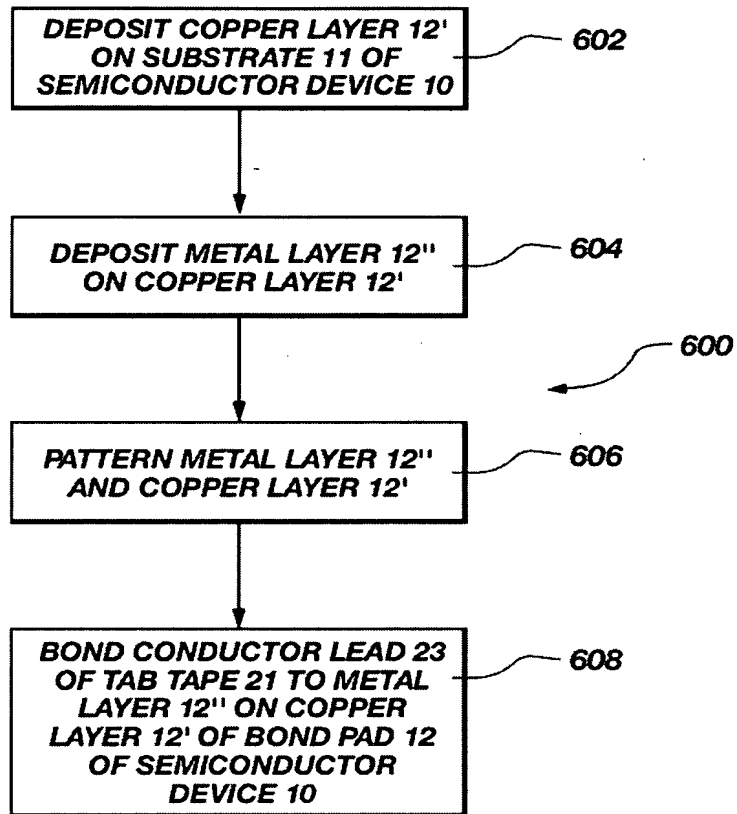 DEPOSIT COPPER LAYER 12'
ON SUBSTRATE 11 OF
SEMICONDUCTOR DEVICE 10
602
DEPOSIT METAL LAYER 12"
ON COPPER LAYER 12'
604
600
PATTERN METAL LAYER 12"
AND COPPER LAYER 12'
606
BOND CONDUCTOR LEAD 23
OF TAB TAPE 21 TO METAL
LAYER 12" ON COPPER
LAYER 12' OF BOND PAD 12
OF SEMICONDUCTOR
DEVICE 10
608